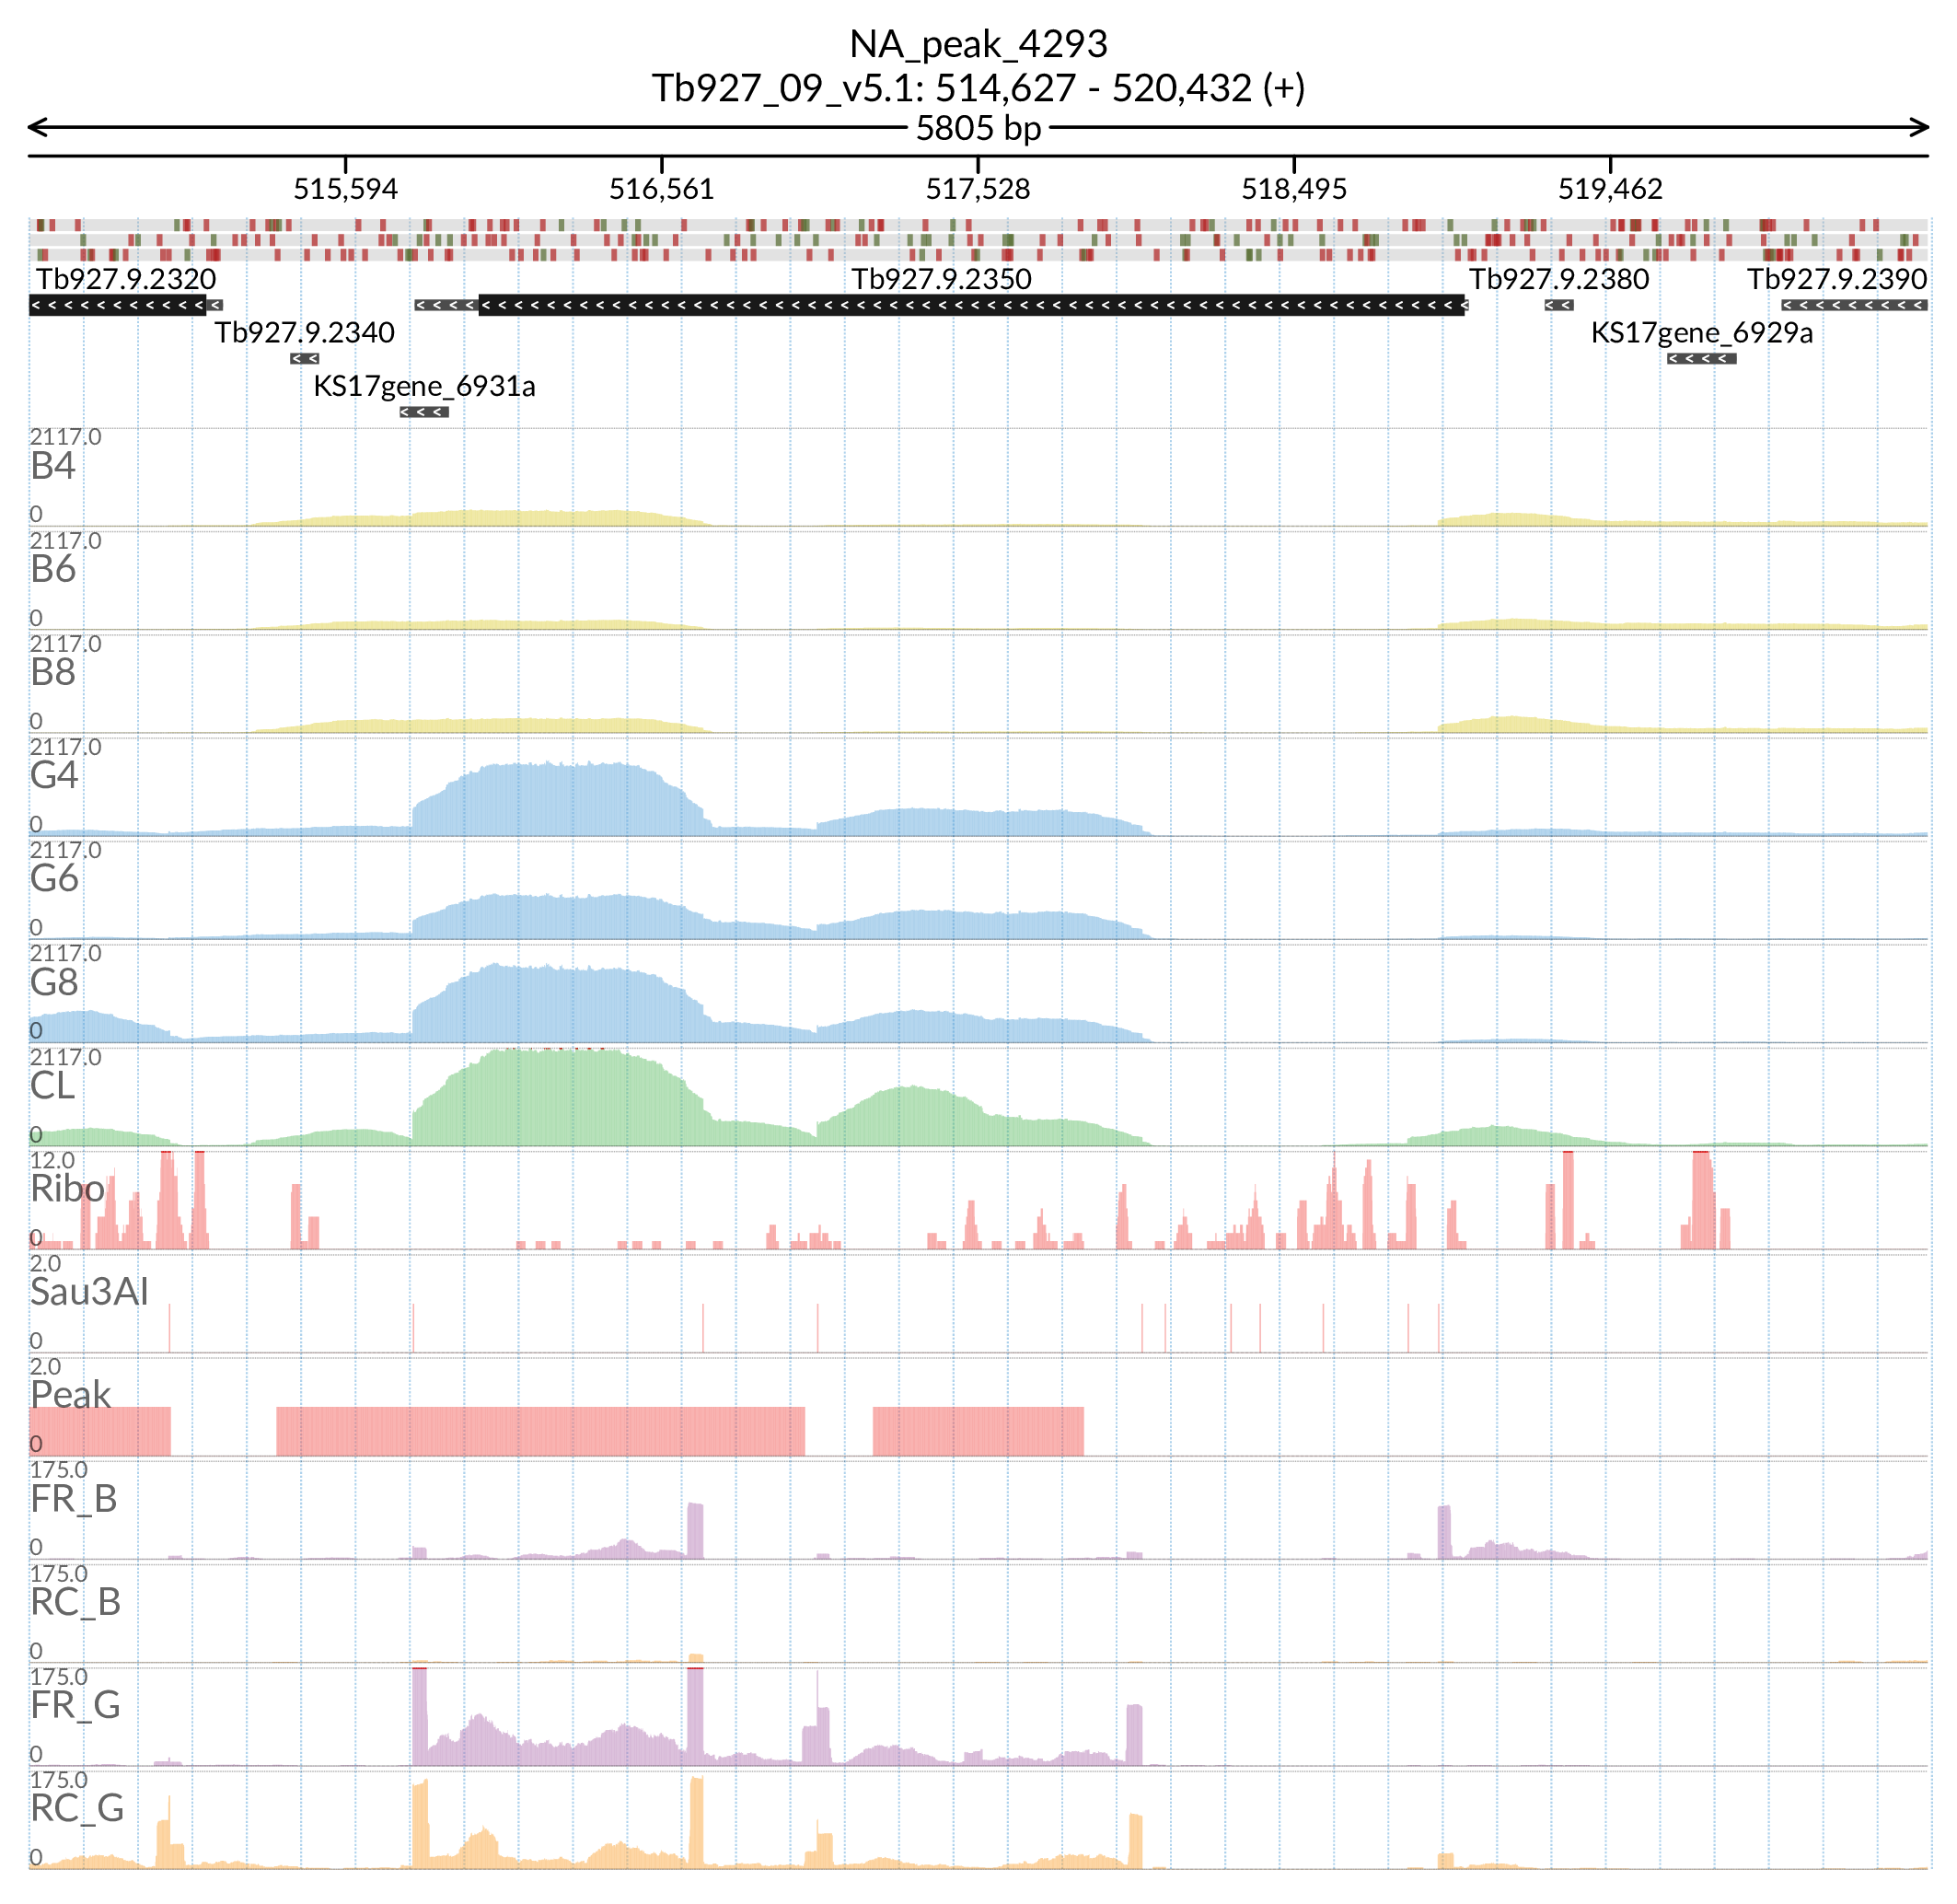 NA_peak_4293
Tb927_09_v5.1: 514,627 - 520,432 (+)
5805 bp
515,594 516,561 517,528 518,495 519,462
Tb927.9.2320 Tb927.9.2350 Tb927.9.2380 Tb927.9.2390
Tb927.9.2340 KS17gene_6929a
KS17gene_6931a
2117.0
B4
0
2117.0
B6
0
2117.0
B8
0
2117.0
G4
0
2117.0
G6
0
2117.0
G8
0
2117.0
CL
0
12.0
Ribo
0
2.0
Sau3AI
0
2.0
Peak
0
175.0
FR_B
0
175.0
RC_B
0
175.0
FR_G
0
175.0
RC_G
0